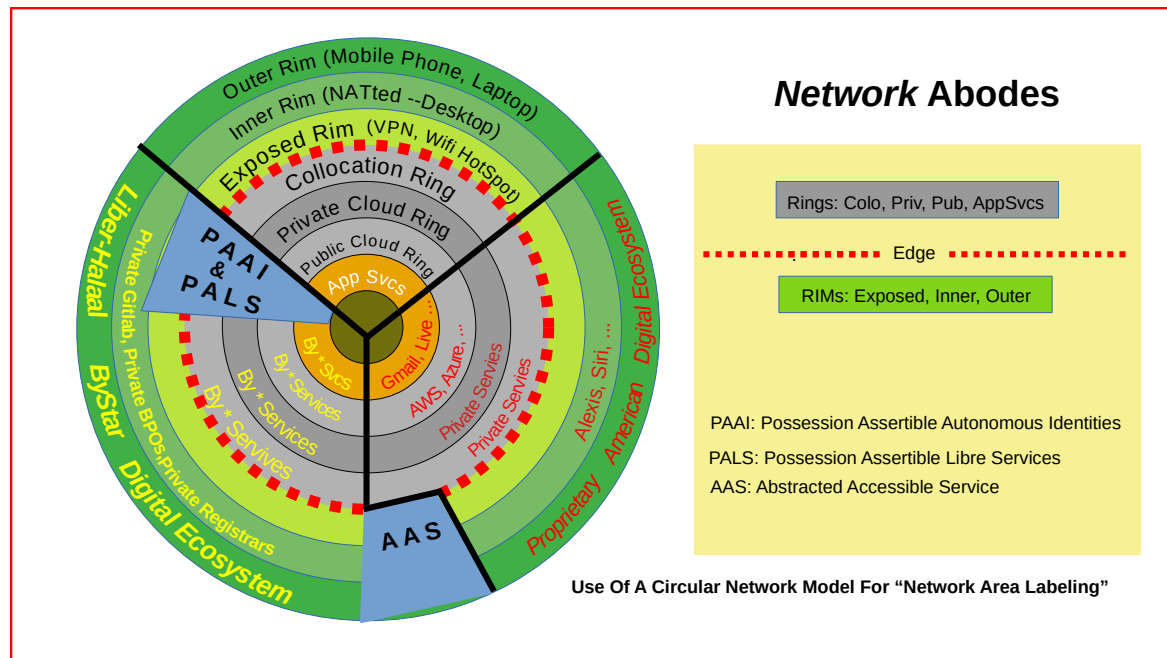 Outer Rim (Mobile Phone, Laptop)
Inner Rim (NATted --Desktop)
Exposed Rim (VPN, Wifi HotSpot)
Collocation Ring
Private Cloud Ring
Public Cloud Ring
App Svcs
PAAI
&
PALS
Liber-Halaal
ByStar
Digital Ecosystem
Private Gitlab, Private BPOs,Private Registrars
By * Servives
By * Services
By * Services
By * Svcs
Gmail, Live ...
AWS, Azure, ...
Private Servies
Private Servies
Alexis, Siri, ...
Proprietary American Digital Ecosystem
AAS
Network Abodes
Rings: Colo, Priv, Pub, AppSvcs
Edge
RIMs: Exposed, Inner, Outer
PAAI: Possession Assertible Autonomous Identities
PALS: Possession Assertible Libre Services
AAS: Abstracted Accessible Service
Use Of A Circular Network Model For “Network Area Labeling”